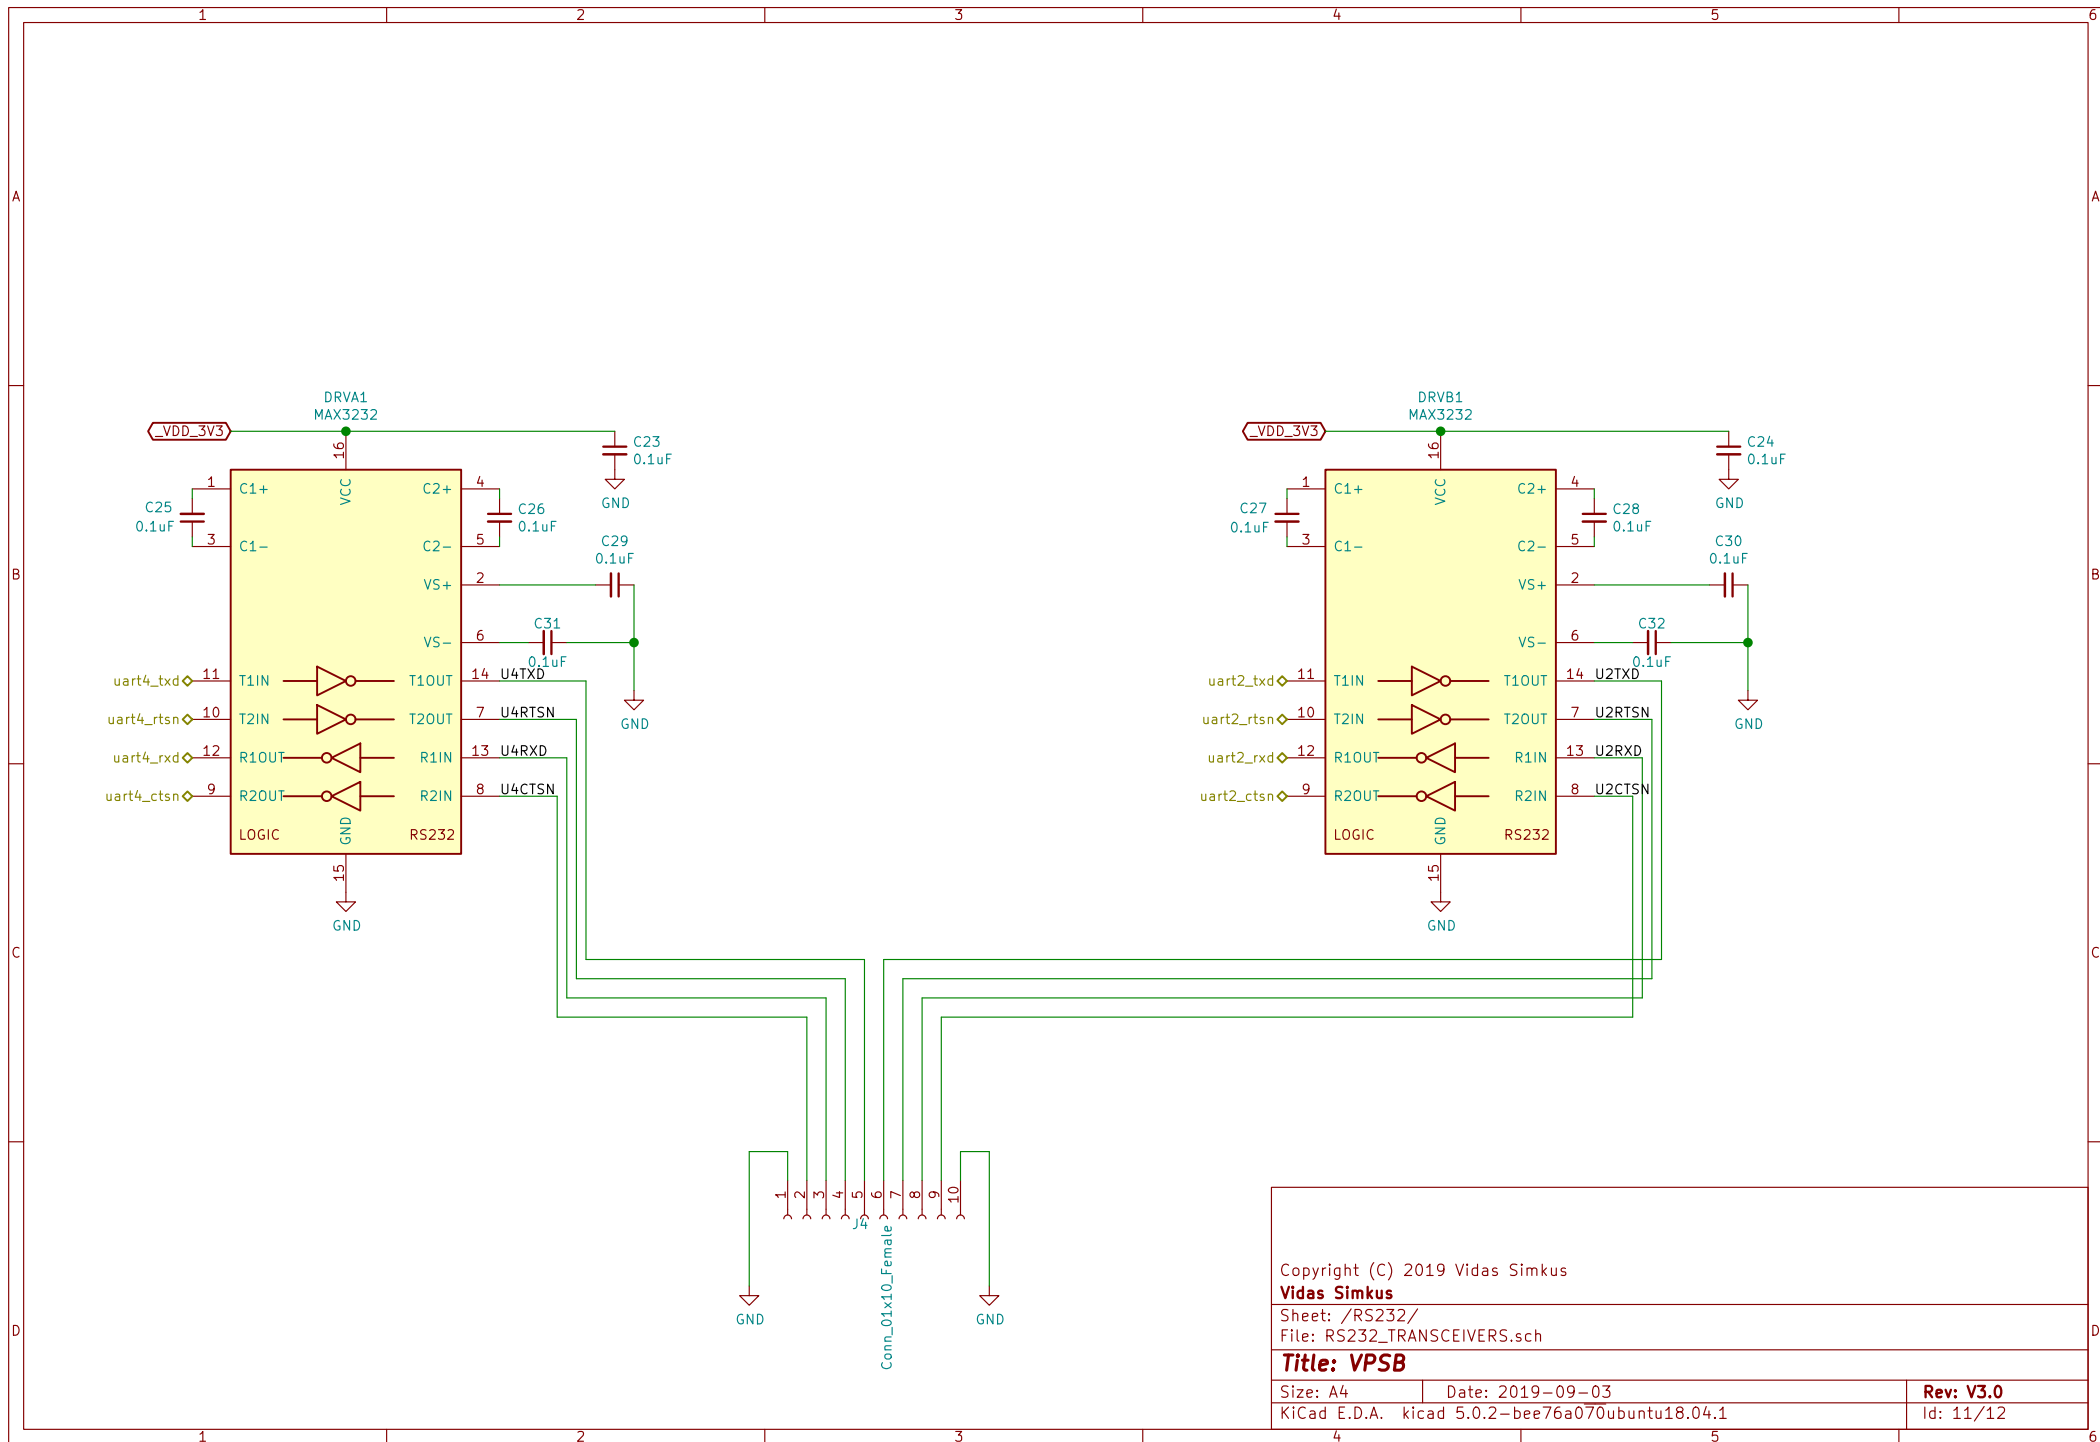 1 2 3 4 5 6
A A
B B
C C
D D
DRVA1
MAX3232
_VDD_3V3
16
VCC
C23
0.1uF
GND
1 C1+
C2+ 4
C25
0.1uF
C26
0.1uF
3 C1-
C2- 5
C29
0.1uF
VS+ 2
VS- 6
C31
0.1uF
GND
uart4_txd 11 T1IN T1OUT 14 U4TXD
uart4_rtsn 10 T2IN T2OUT 7 U4RTSN
uart4_rxd 12 R1OUT R1IN 13 U4RXD
uart4_ctsn 9 R2OUT R2IN 8 U4CTSN
LOGIC GND RS232
15
GND
DRVB1
MAX3232
_VDD_3V3
16
VCC
C24
0.1uF
GND
1 C1+
C2+ 4
C27
0.1uF
C28
0.1uF
3 C1-
C2- 5
C30
0.1uF
VS+ 2
VS- 6
C32
0.1uF
GND
uart2_txd 11 T1IN T1OUT 14 U2TXD
uart2_rtsn 10 T2IN T2OUT 7 U2RTSN
uart2_rxd 12 R1OUT R1IN 13 U2RXD
uart2_ctsn 9 R2OUT R2IN 8 U2CTSN
LOGIC GND RS232
15
GND
1 2 3 4 5 6 7 8 9 10
J4
Conn_01x10_Female
GND
GND
Copyright (C) 2019 Vidas Simkus
Vidas Simkus
Sheet: /RS232/
File: RS232_TRANSCEIVERS.sch
Title: VPSB
Size: A4 Date: 2019-09-03 Rev: V3.0
KiCad E.D.A. kicad 5.0.2-bee76a070ubuntu18.04.1 Id: 11/12
1 2 3 4 5 6